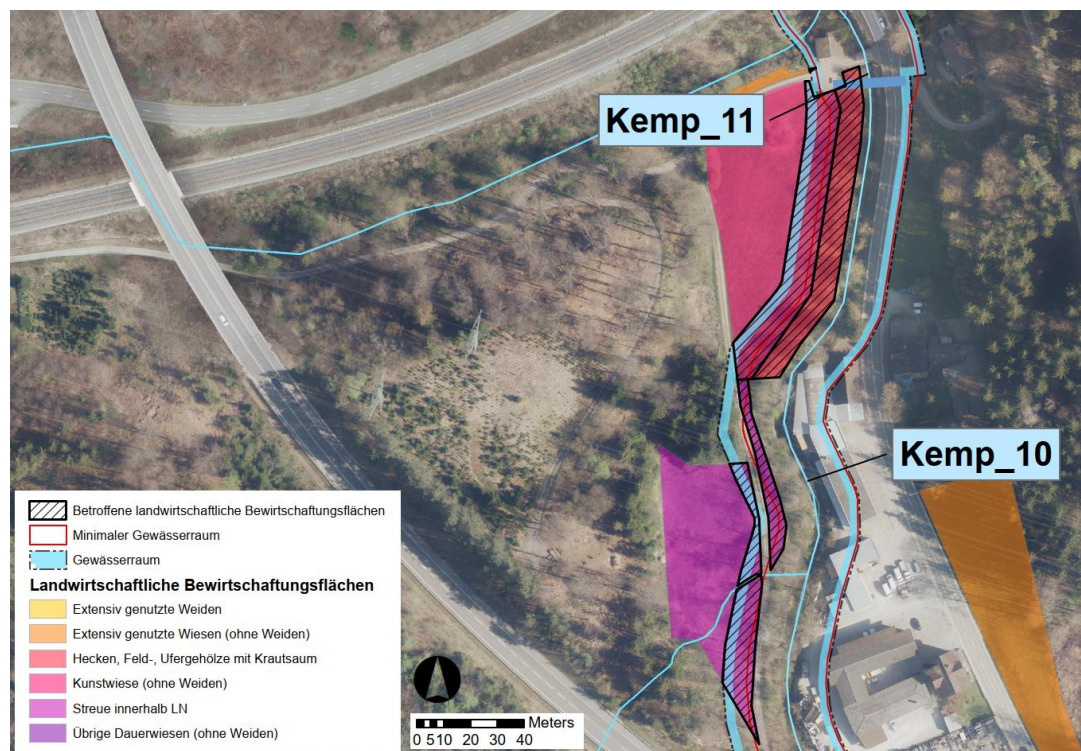 Kemp_11
Kemp_10
Betroffene landwirtschaftliche Bewirtschaftungsflächen
Minimaler Gewässerraum
Gewässerraum
Landwirtschaftliche Bewirtschaftungsflächen
Extensiv genutzte Weiden
Extensiv genutzte Wiesen (ohne Weiden)
Hecken, Feld-, Ufergehölze mit Krautsaum
Kunstwiese (ohne Weiden)
Streue innerhalb LN
Übrige Dauerwiesen (ohne Weiden)
Meters
0 5 10 20 30 40